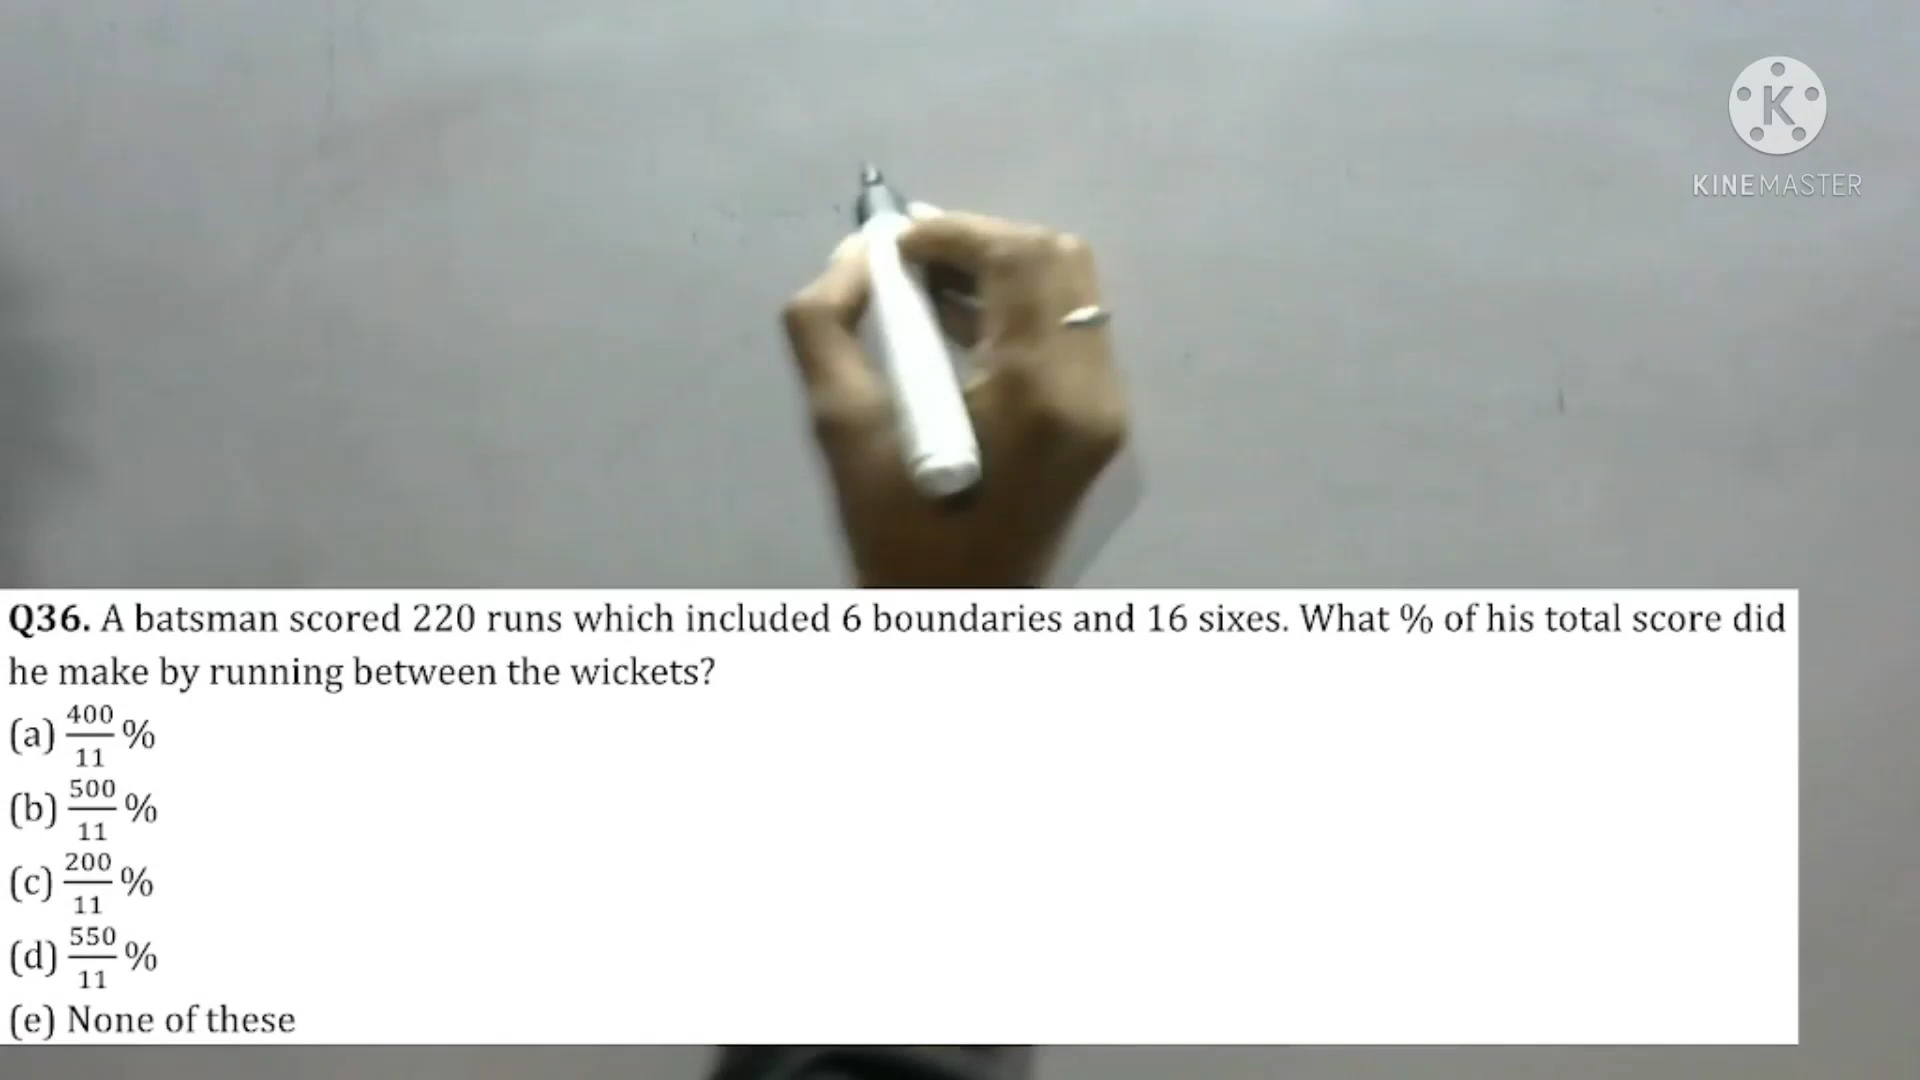 K
KINEMASTER
Q36. A batsman scored 220 runs which included 6 boundaries and 16 sixes. What % of his total score did
he make by running between the wickets?
(a) 400/11 %
(b) 500/11 %
(c) 200/11 %
(d) 550/11 %
(e) None of these